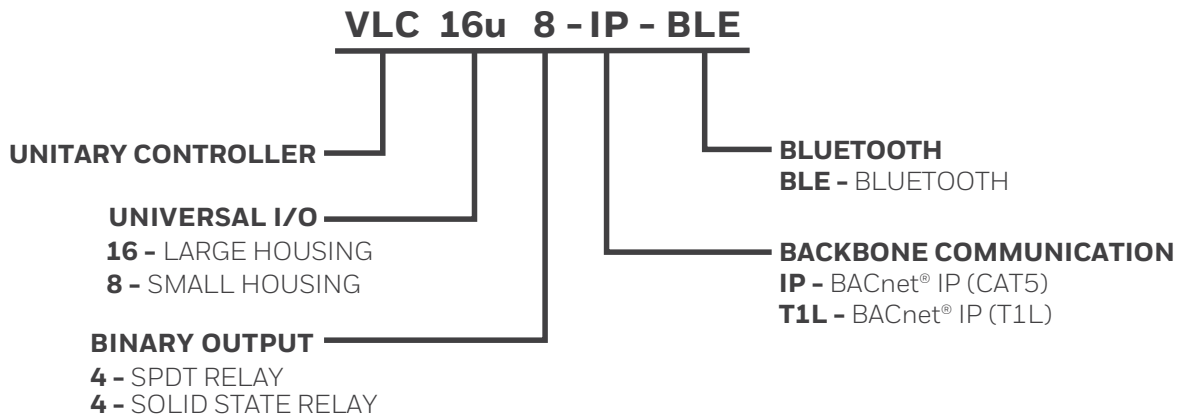 VLC 16u 8 - IP - BLE
UNITARY CONTROLLER
UNIVERSAL I/O
16 - LARGE HOUSING
8 - SMALL HOUSING
BINARY OUTPUT
4 - SPDT RELAY
4 - SOLID STATE RELAY
BLUETOOTH
BLE - BLUETOOTH
BACKBONE COMMUNICATION
IP - BACnet® IP (CAT5)
T1L - BACnet® IP (T1L)